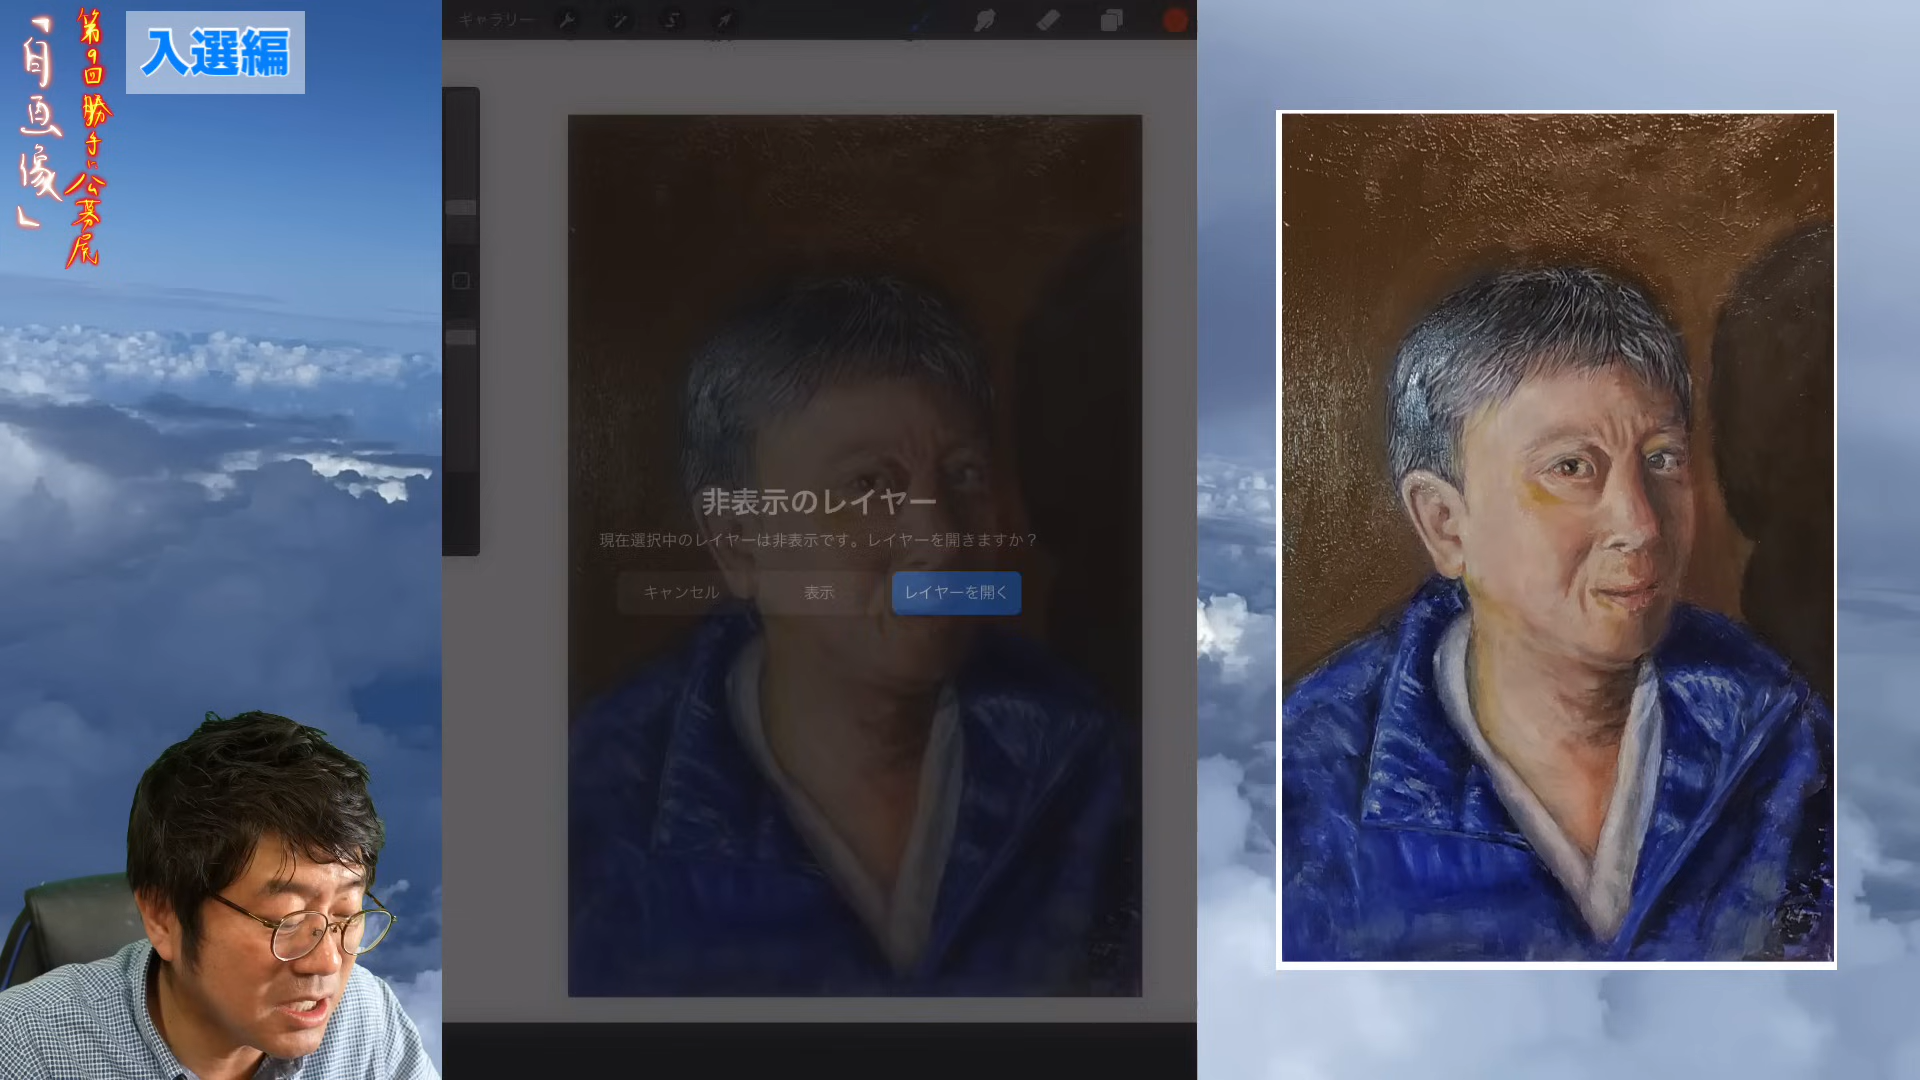 第9回 勝手に公募展
「自画像」
入選編
ギャラリー
非表示のレイヤー
現在選択中のレイヤーは非表示です。レイヤーを開きますか？
キャンセル
表示
レイヤーを開く